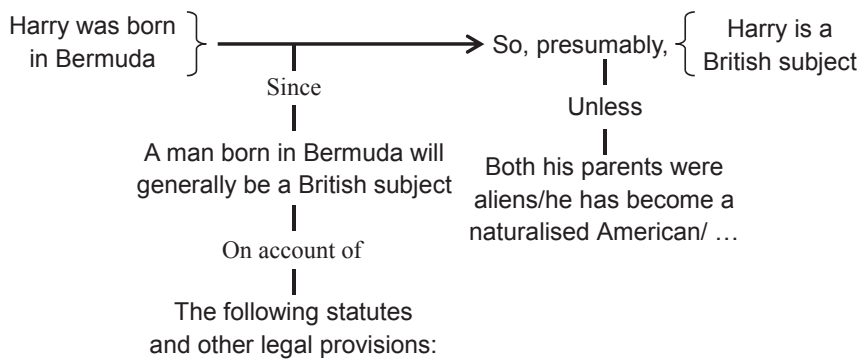 Harry was born
in Bermuda
So, presumably,
Harry is a
British subject
Since
Unless
A man born in Bermuda will
generally be a British subject
Both his parents were
aliens/he has become a
naturalised American/ …
On account of
The following statutes
and other legal provisions: